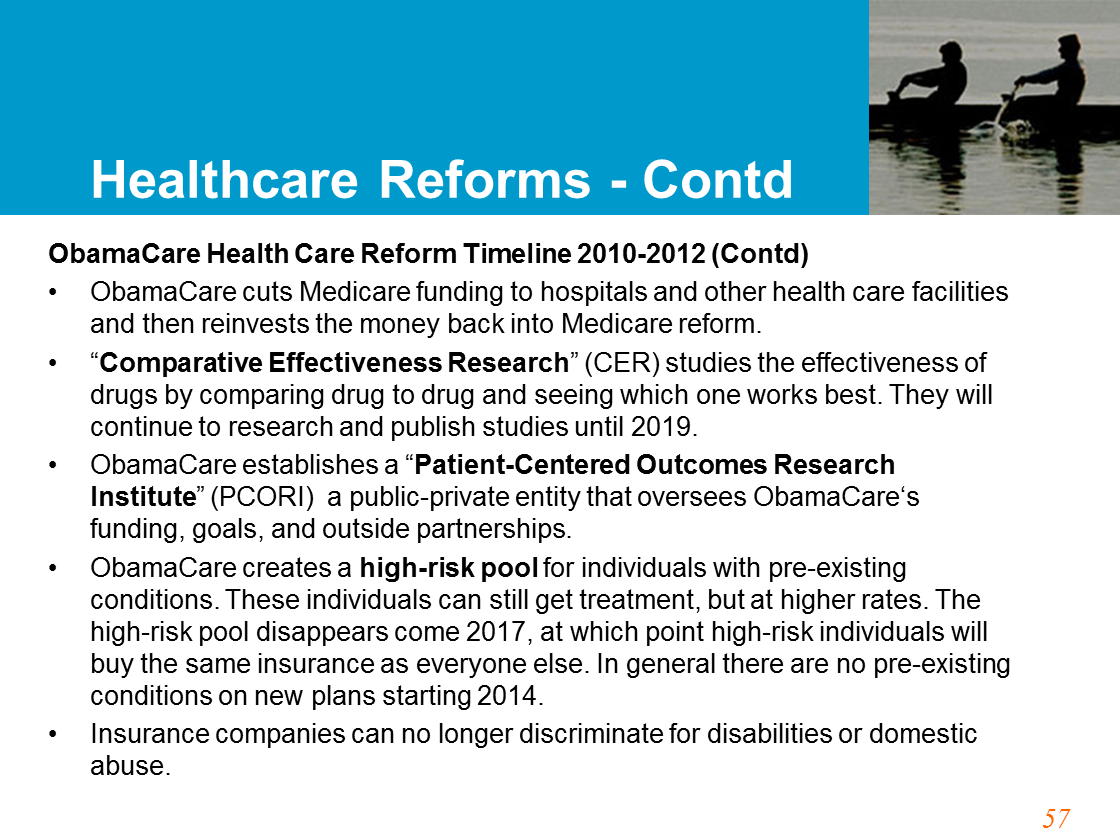 Healthcare Reforms - Contd
ObamaCare Health Care Reform Timeline 2010-2012 (Contd)
• ObamaCare cuts Medicare funding to hospitals and other health care facilities
and then reinvests the money back into Medicare reform.
• “Comparative Effectiveness Research” (CER) studies the effectiveness of
drugs by comparing drug to drug and seeing which one works best. They will
continue to research and publish studies until 2019.
• ObamaCare establishes a “Patient-Centered Outcomes Research
Institute” (PCORI)  a public-private entity that oversees ObamaCare‘s
funding, goals, and outside partnerships.
• ObamaCare creates a high-risk pool for individuals with pre-existing
conditions. These individuals can still get treatment, but at higher rates. The
high-risk pool disappears come 2017, at which point high-risk individuals will
buy the same insurance as everyone else. In general there are no pre-existing
conditions on new plans starting 2014.
• Insurance companies can no longer discriminate for disabilities or domestic
abuse.
57